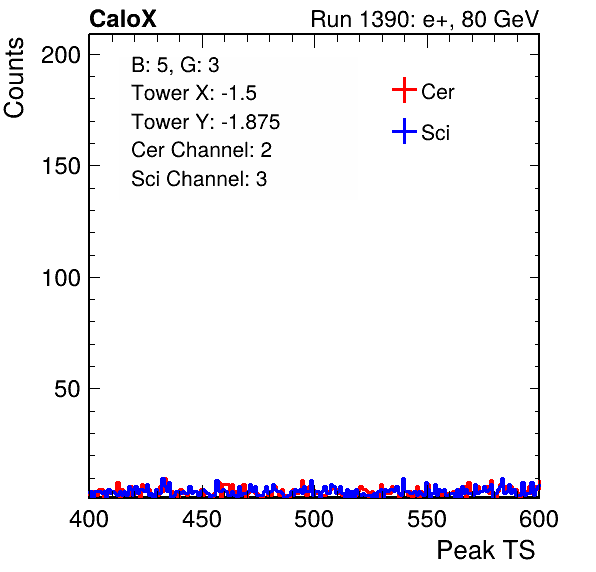 CaloX Run 1390: e+, 80 GeV
Counts
200
150
100
50
B: 5, G: 3
Tower X: -1.5
Tower Y: -1.875
Cer Channel: 2
Sci Channel: 3
Cer
Sci
400 450 500 550 600
Peak TS